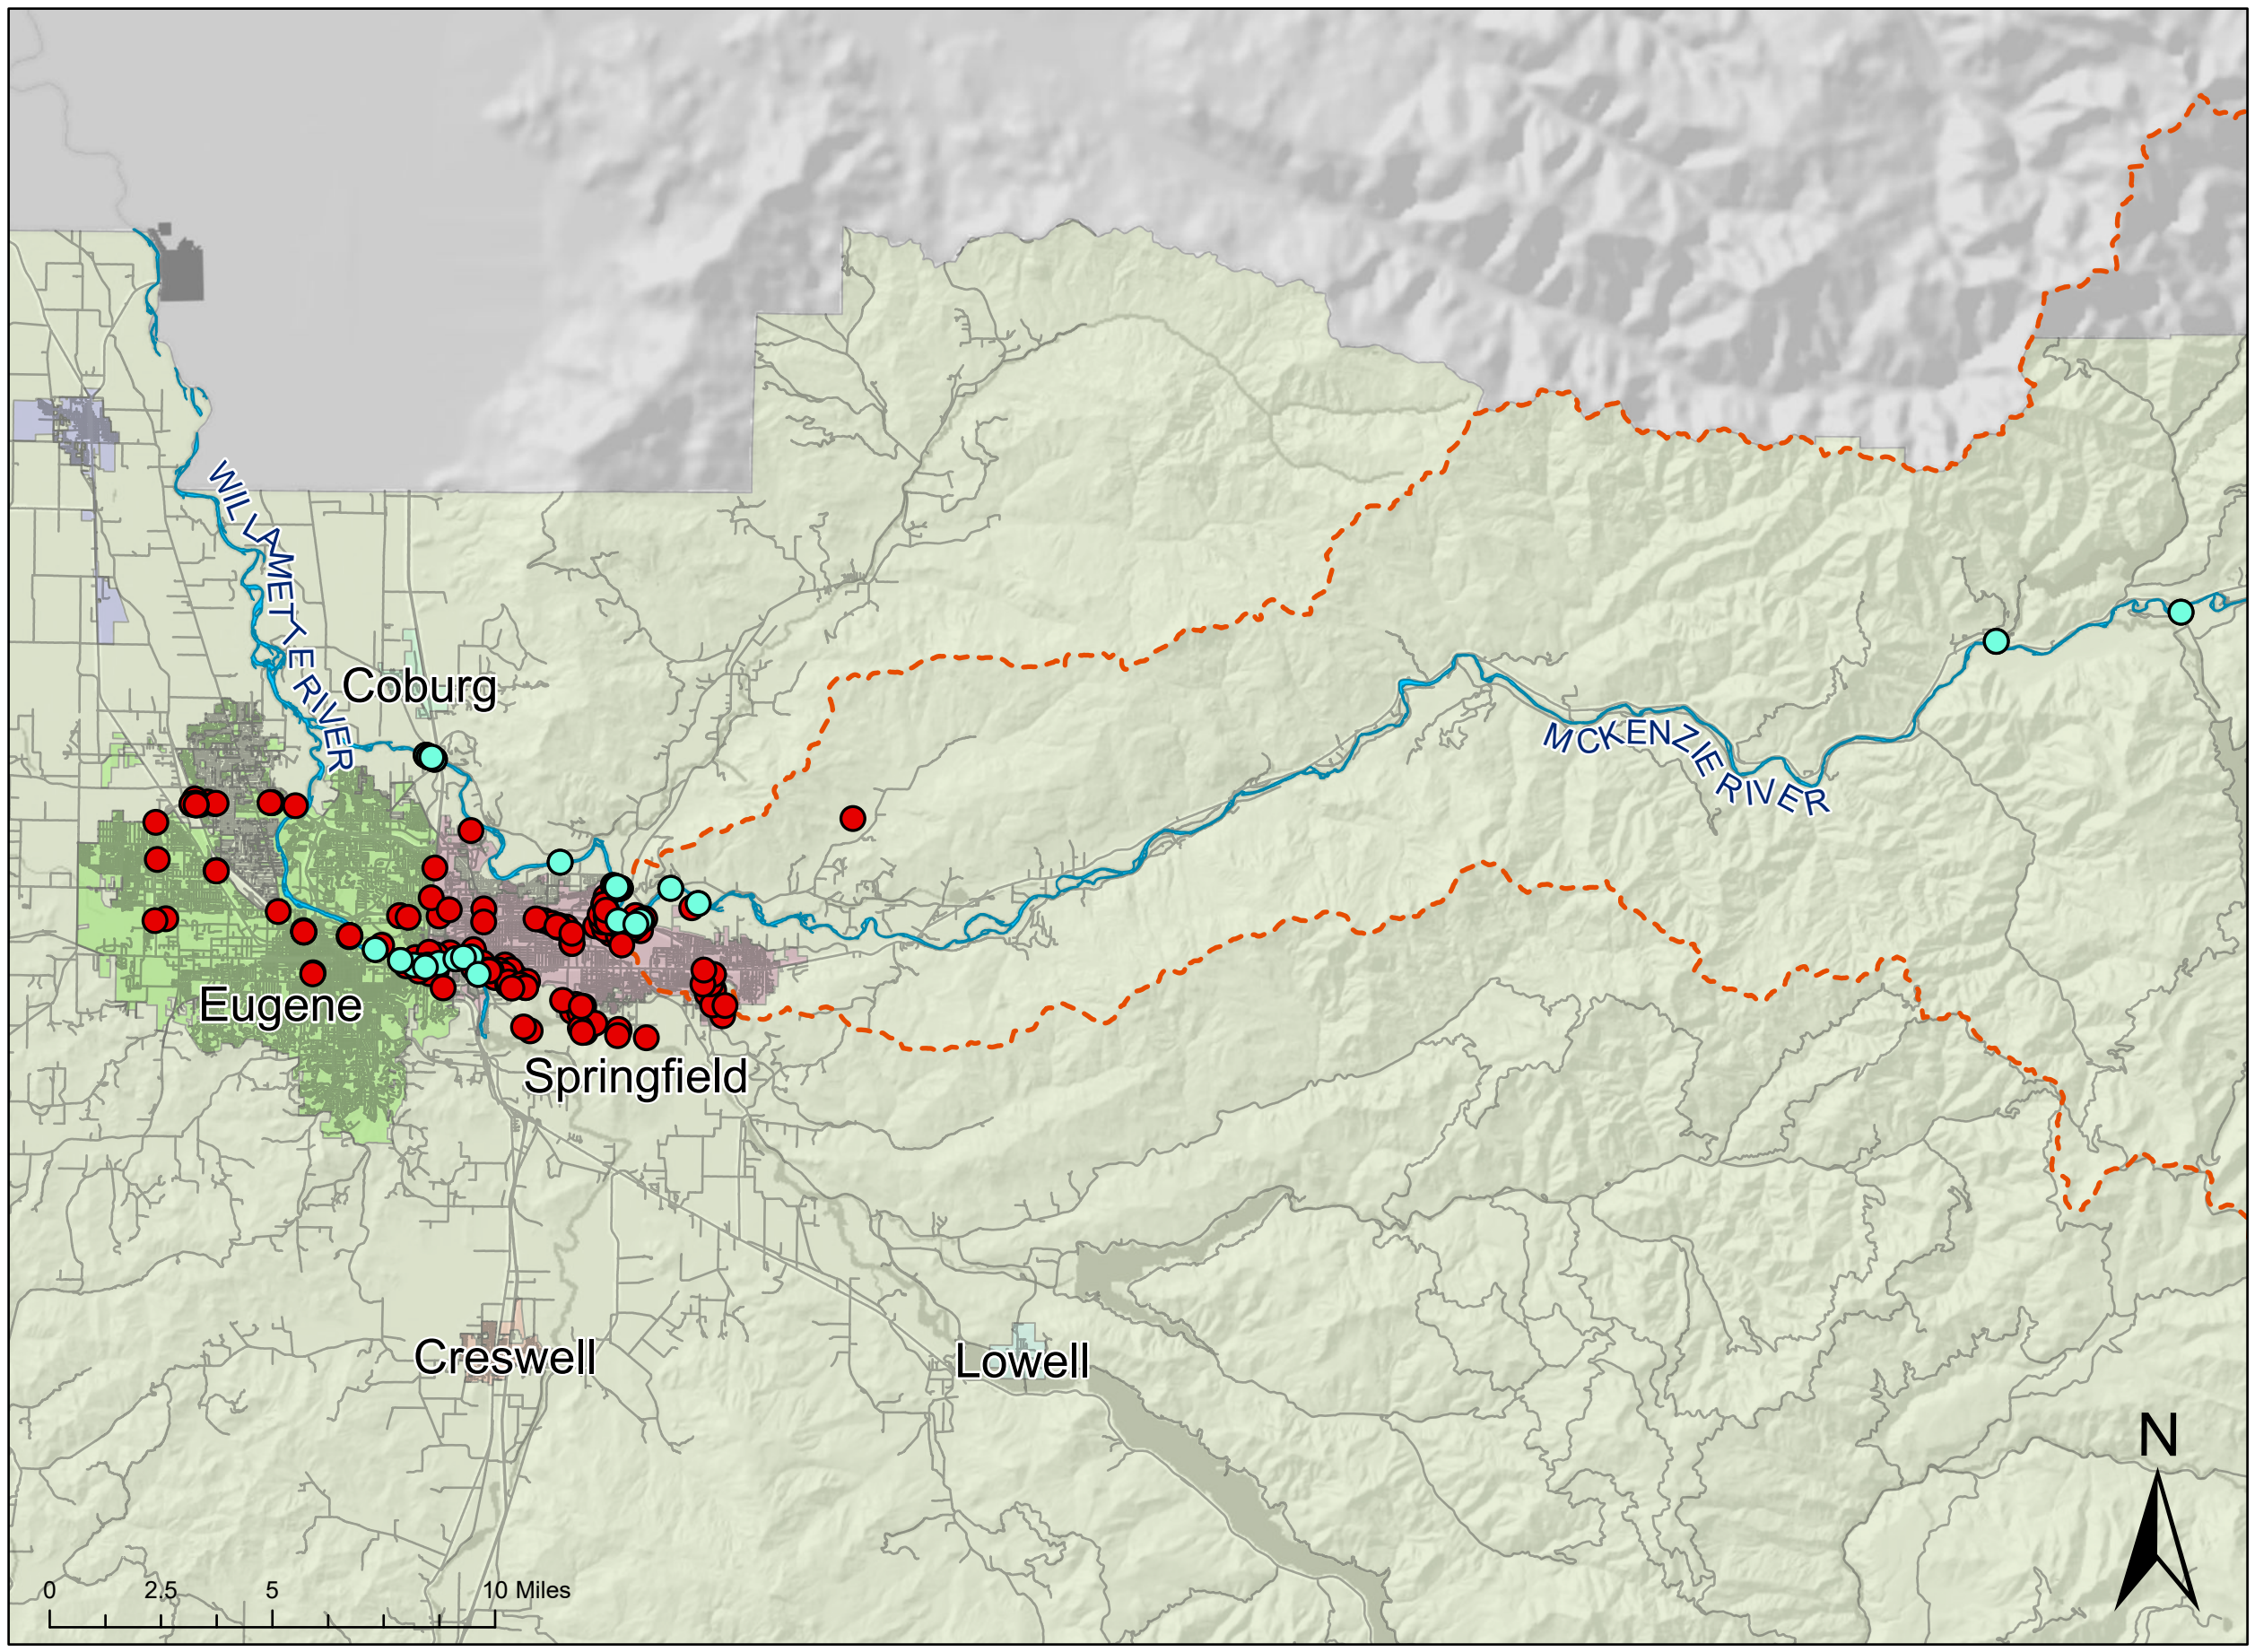 WILLAMETTE RIVER
Coburg
MCKENZIE RIVER
Eugene
Springfield
Creswell
Lowell
N
0 2.5 5 10 Miles